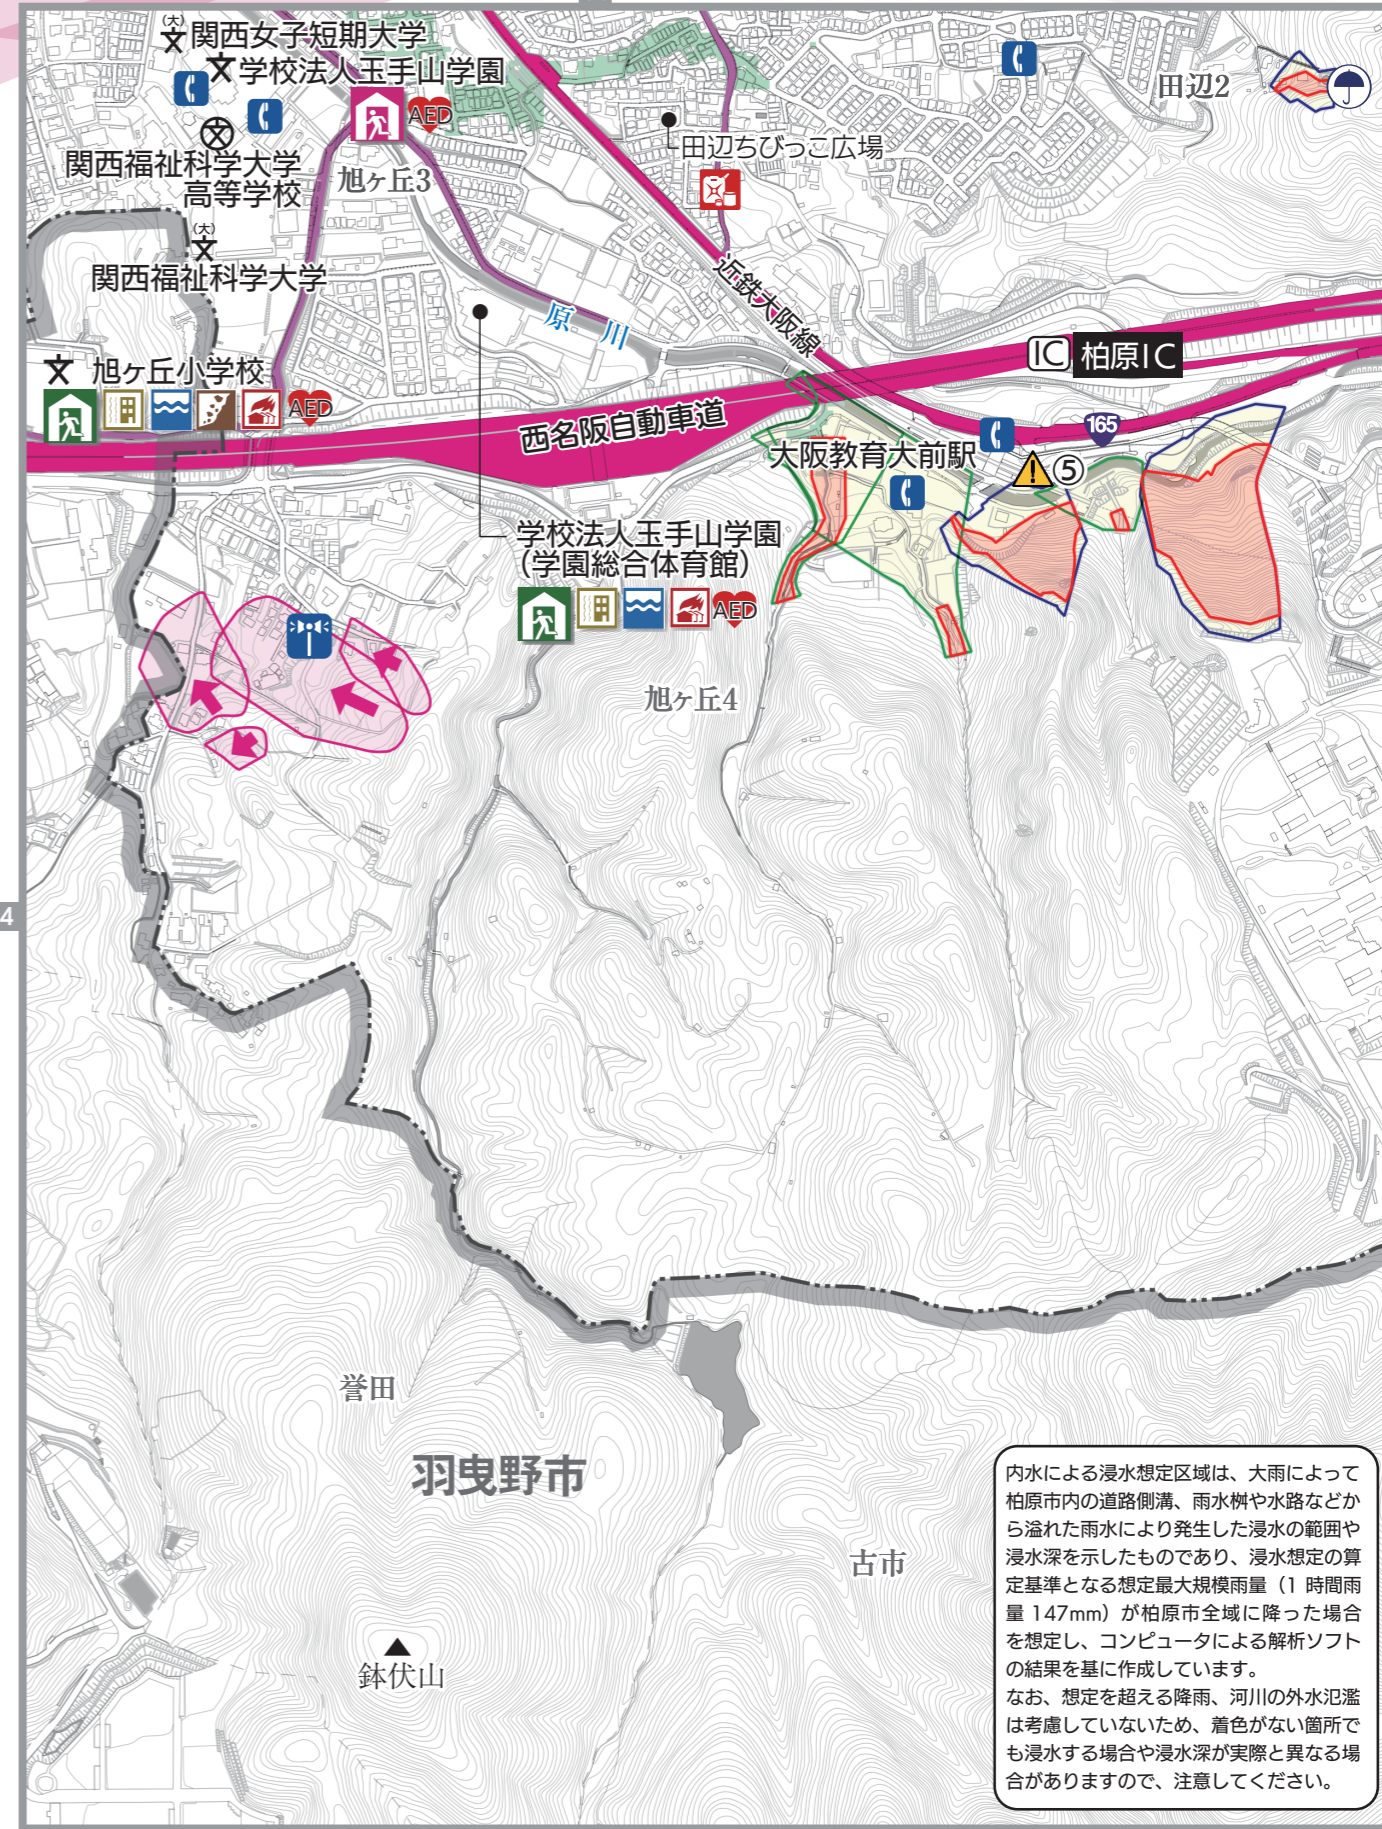 (大)
関西女子短期大学
学校法人玉手山学園
AED
関西福祉科学大学
高等学校
旭ヶ丘3
(大)
関西福祉科学大学
田辺2
田辺ちびっこ広場
近鉄大阪線
原川
旭ヶ丘小学校
AED
IC 柏原IC
西名阪自動車道
165
大阪教育大前駅
⑤
学校法人玉手山学園
(学園総合体育館)
AED
旭ヶ丘4
4
誉田
羽曳野市
古市
鉢伏山
内水による浸水想定区域は、大雨によって
柏原市内の道路側溝、雨水桝や水路などか
ら溢れた雨水により発生した浸水の範囲や
浸水深を示したものであり、浸水想定の算
定基準となる想定最大規模雨量（1 時間雨
量 147mm）が柏原市全域に降った場合
を想定し、コンピュータによる解析ソフト
の結果を基に作成しています。
なお、想定を超える降雨、河川の外水氾濫
は考慮していないため、着色がない箇所で
も浸水する場合や浸水深が実際と異なる場
合がありますので、注意してください。